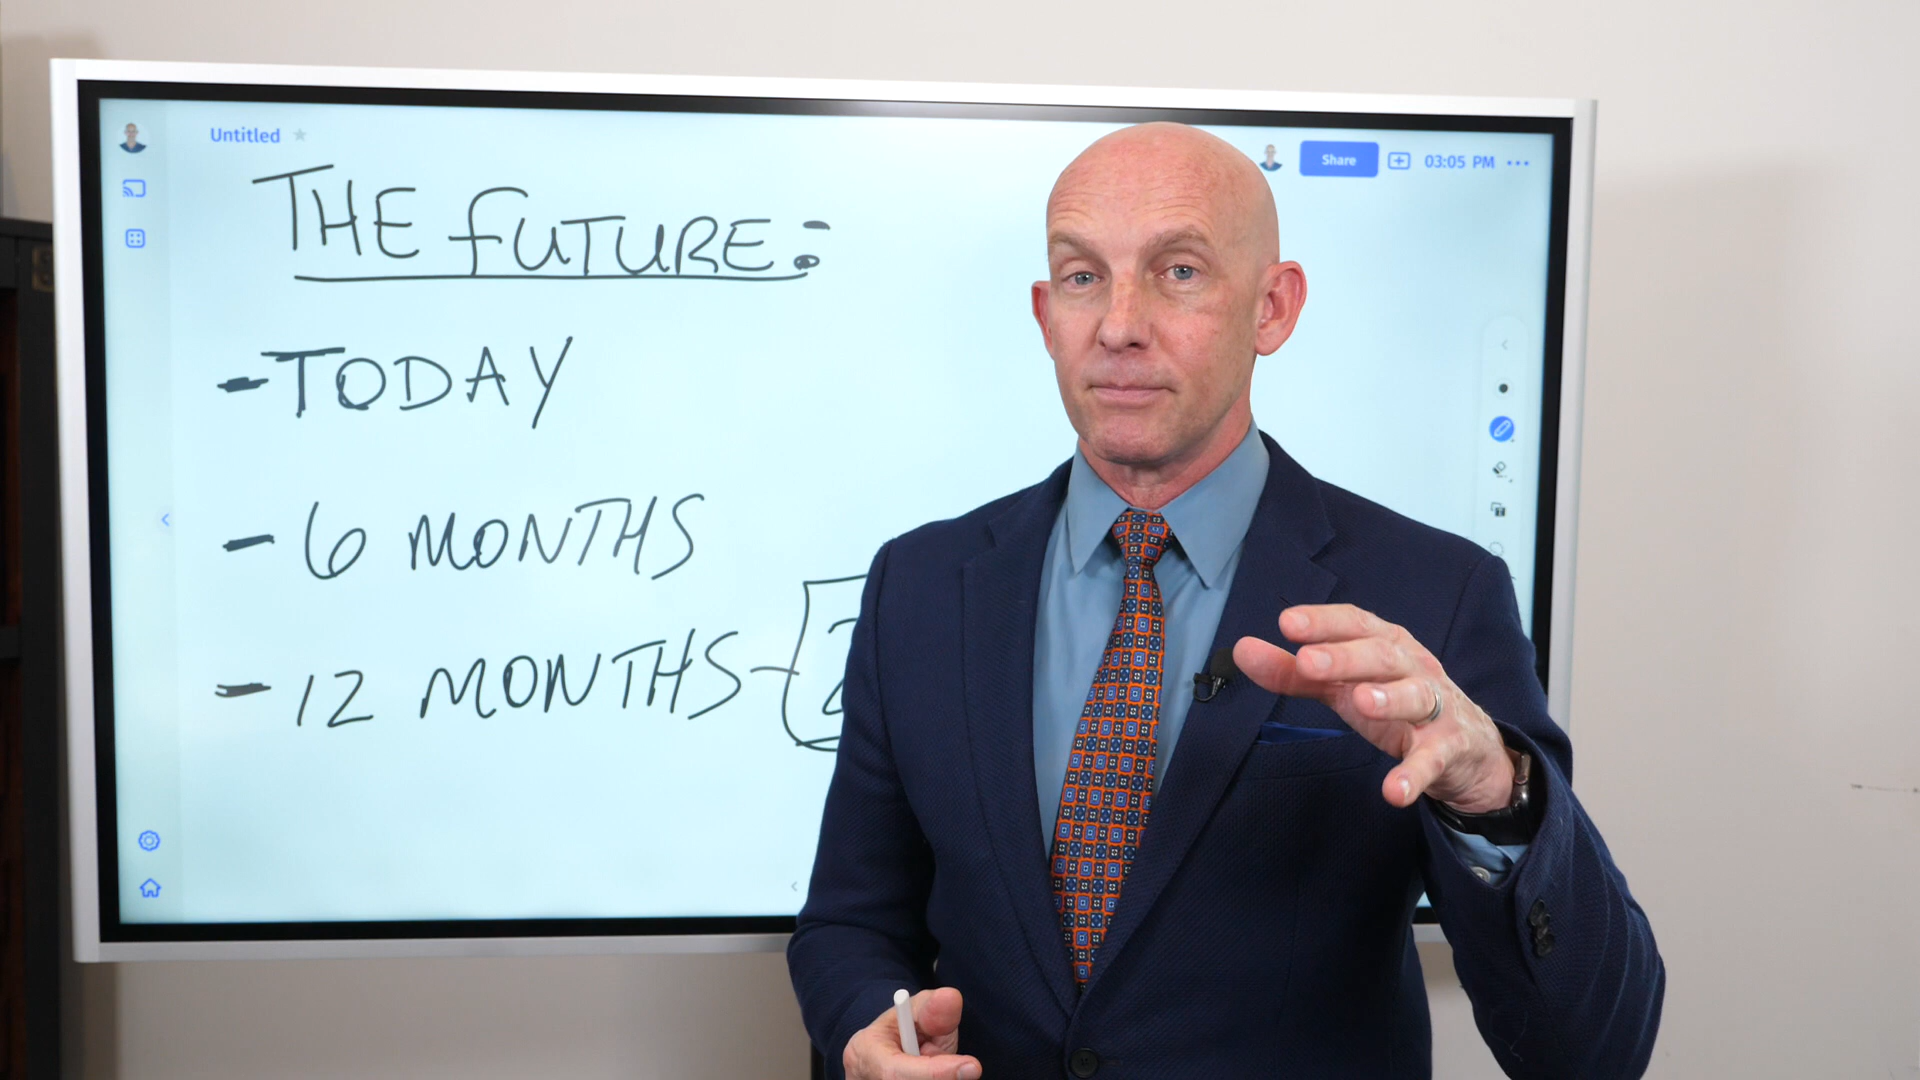 Untitled
Share
03:05 PM
THE FUTURE:
- TODAY
- 6 MONTHS
- 12 MONTHS -